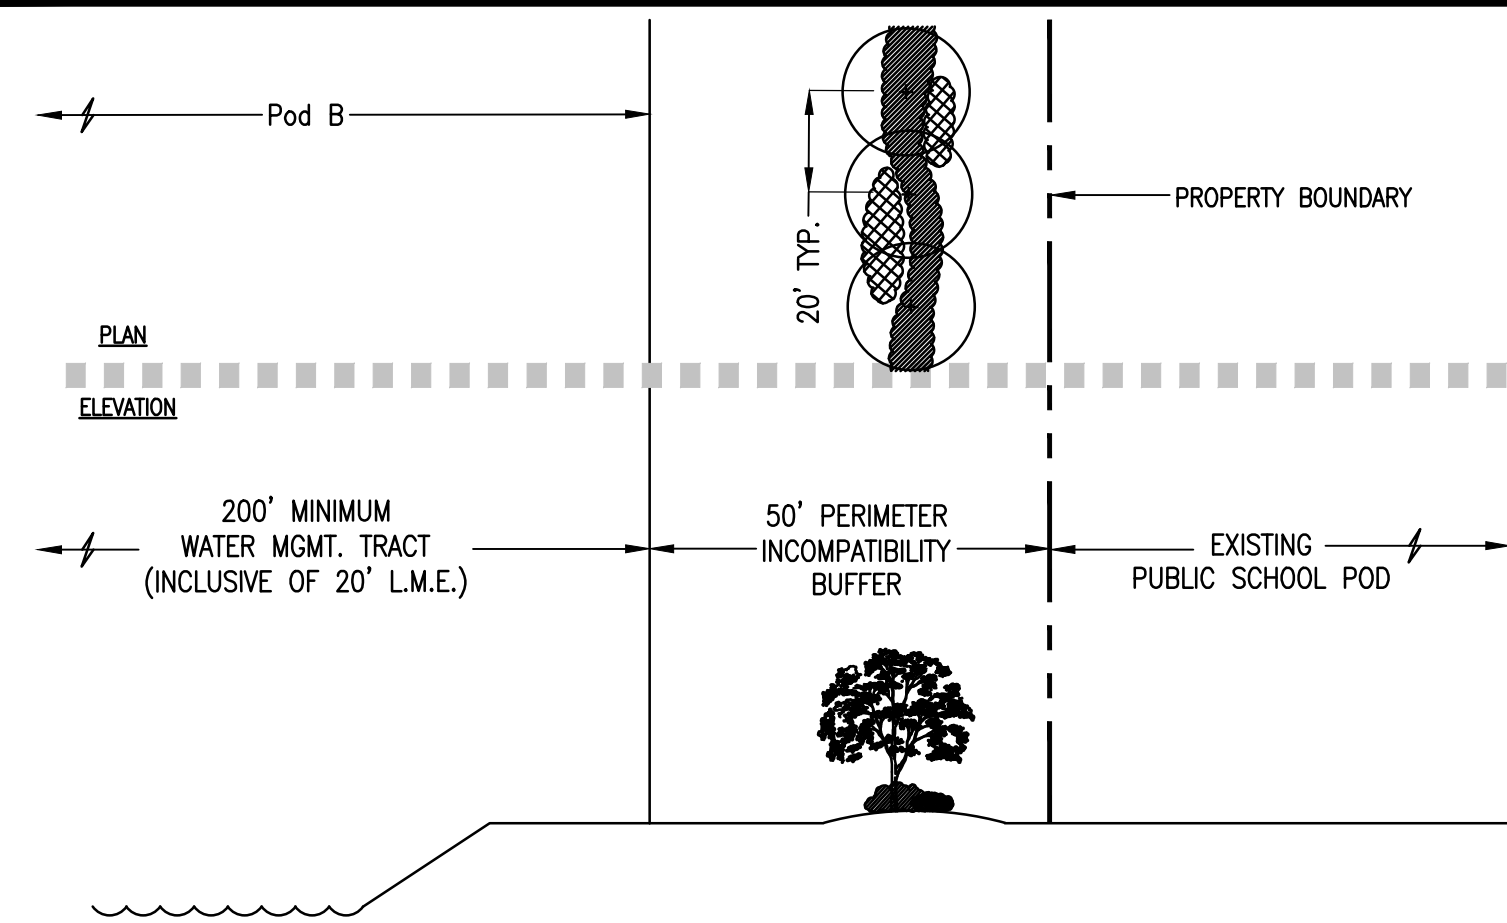 Pod B
PROPERTY BOUNDARY
20' TYP.
PLAN
ELEVATION
200' MINIMUM
WATER MGMT. TRACT
(INCLUSIVE OF 20' L.M.E.)
50' PERIMETER
INCOMPATIBILITY
BUFFER
EXISTING
PUBLIC SCHOOL POD